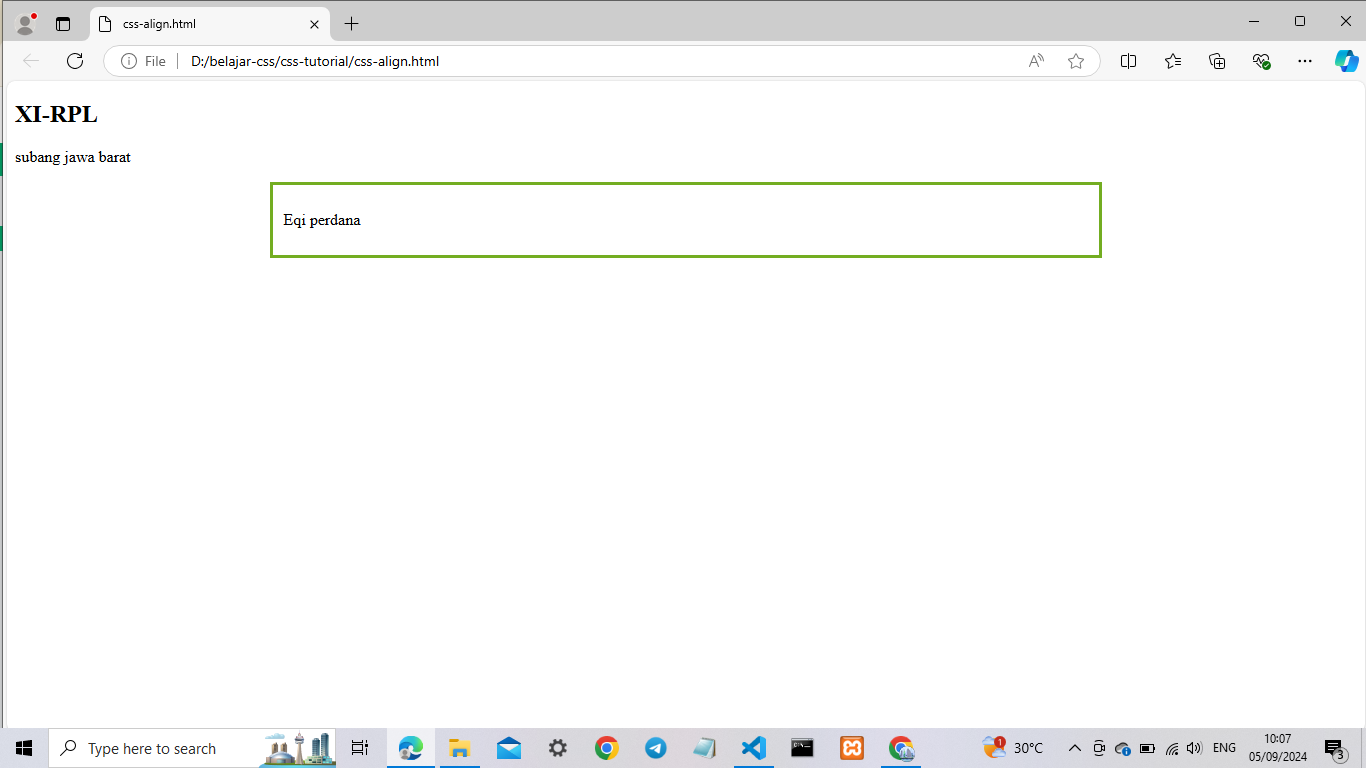 css-align.html
File
D:/belajar-css/css-tutorial/css-align.html
XI-RPL
subang jawa barat
Eqi perdana
Type here to search
1
30°C
ENG
10:07
05/09/2024
3